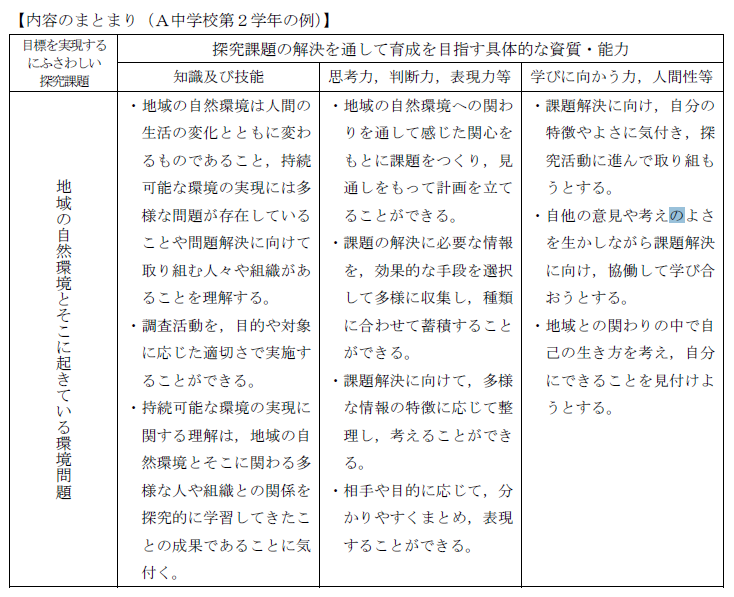 【内容のまとまり（Ａ中学校第２学年の例）】
目標を実現する
にふさわしい
探究課題
探究課題の解決を通して育成を目指す具体的な資質・能力
知識及び技能
思考力，判断力，表現力等
学びに向かう力，人間性等
地域の自然環境とそこに起きている環境問題
・地域の自然環境は人間の
生活の変化とともに変わ
るものであること，持続
可能な環境の実現には多
様な問題が存在している
ことや問題解決に向けて
取り組む人々や組織があ
ることを理解する。
・調査活動を，目的や対象
に応じた適切さで実施す
ることができる。
・持続可能な環境の実現に
関する理解は，地域の自
然環境とそこに関わる多
様な人や組織との関係を
探究的に学習してきたこ
との成果であることに気
付く。
・地域の自然環境への関わ
りを通して感じた関心を
もとに課題をつくり，見
通しをもって計画を立て
ることができる。
・課題の解決に必要な情報
を，効果的な手段を選択
して多様に収集し，種類
に合わせて蓄積すること
ができる。
・課題解決に向けて，多様
な情報の特徴に応じて整
理し，考えることができ
る。
・相手や目的に応じて，分
かりやすくまとめ，表現
することができる。
・課題解決に向け，自分の
特徴やよさに気付き，探
究活動に進んで取り組も
うとする。
・自他の意見や考えのよさ
を生かしながら課題解決
に向け，協働して学び合
おうとする。
・地域との関わりの中で自
己の生き方を考え，自分
にできることを見付けよ
うとする。